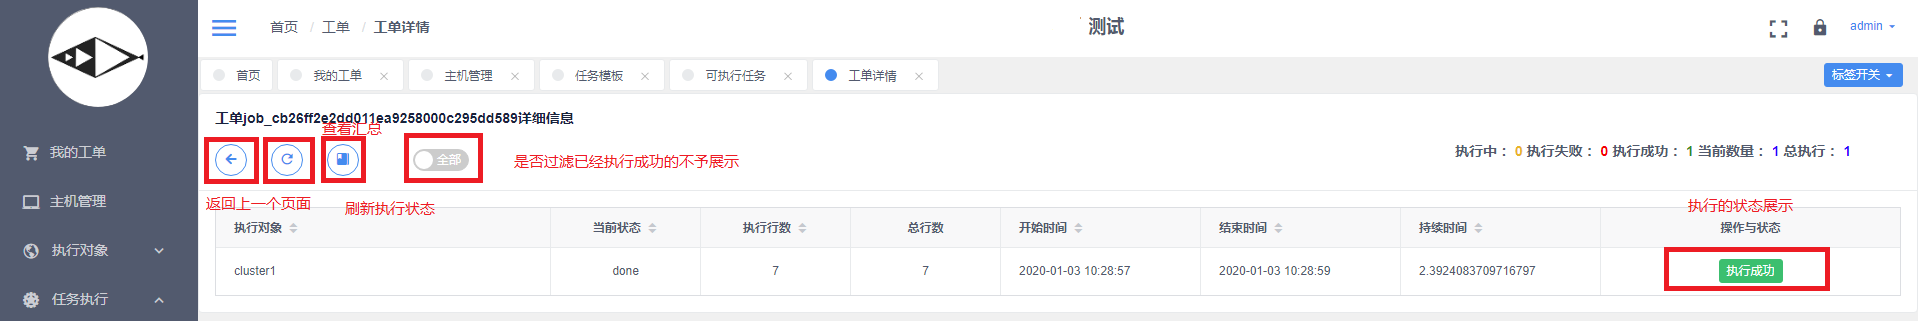 首页 / 工单 / 工单详情
测试
admin
首页
我的工单
主机管理
任务模板
可执行任务
工单详情
标签开关
我的工单
主机管理
执行对象
任务执行
工单job_cb26ff2e2dd011ea9258000c295dd589详细信息
查看汇总
全部
是否过滤已经执行成功的不予展示
执行中： 0 执行失败： 0 执行成功： 1 当前数量： 1 总执行： 1
返回上一个页面
刷新执行状态
执行的状态展示
执行对象 当前状态 执行行数 总行数 开始时间 结束时间 持续时间 操作与状态
cluster1 done 7 7 2020-01-03 10:28:57 2020-01-03 10:28:59 2.3924083709716797 执行成功